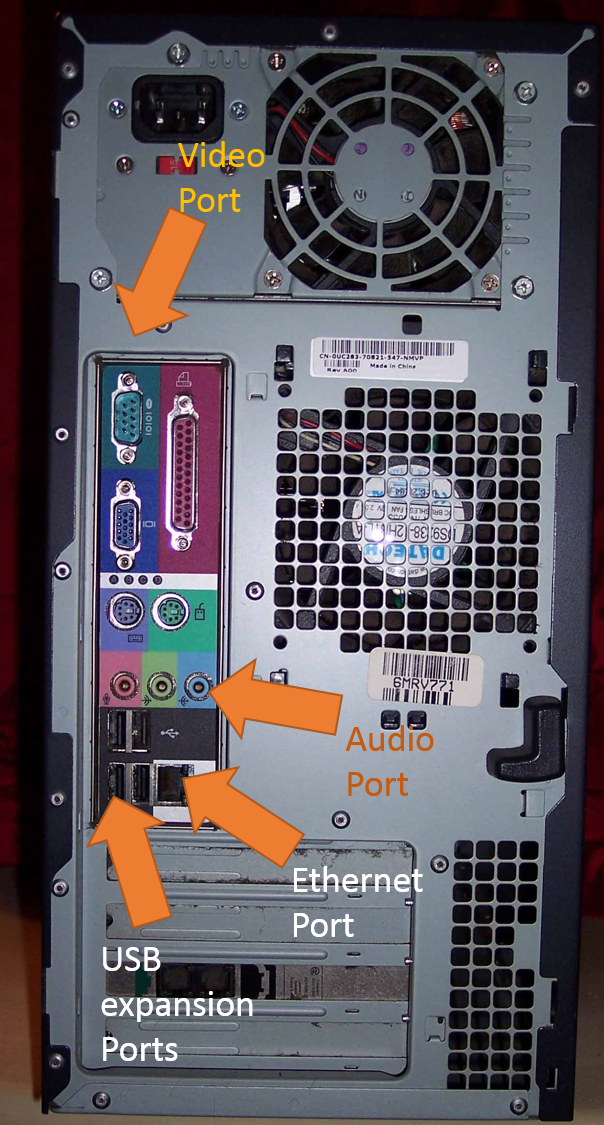 Video
Port
CN-0UC283-70821-547-NMVP
Rev A00 Made in China
DATECH
6MRV771
Audio
Port
Ethernet
Port
USB
expansion
Ports